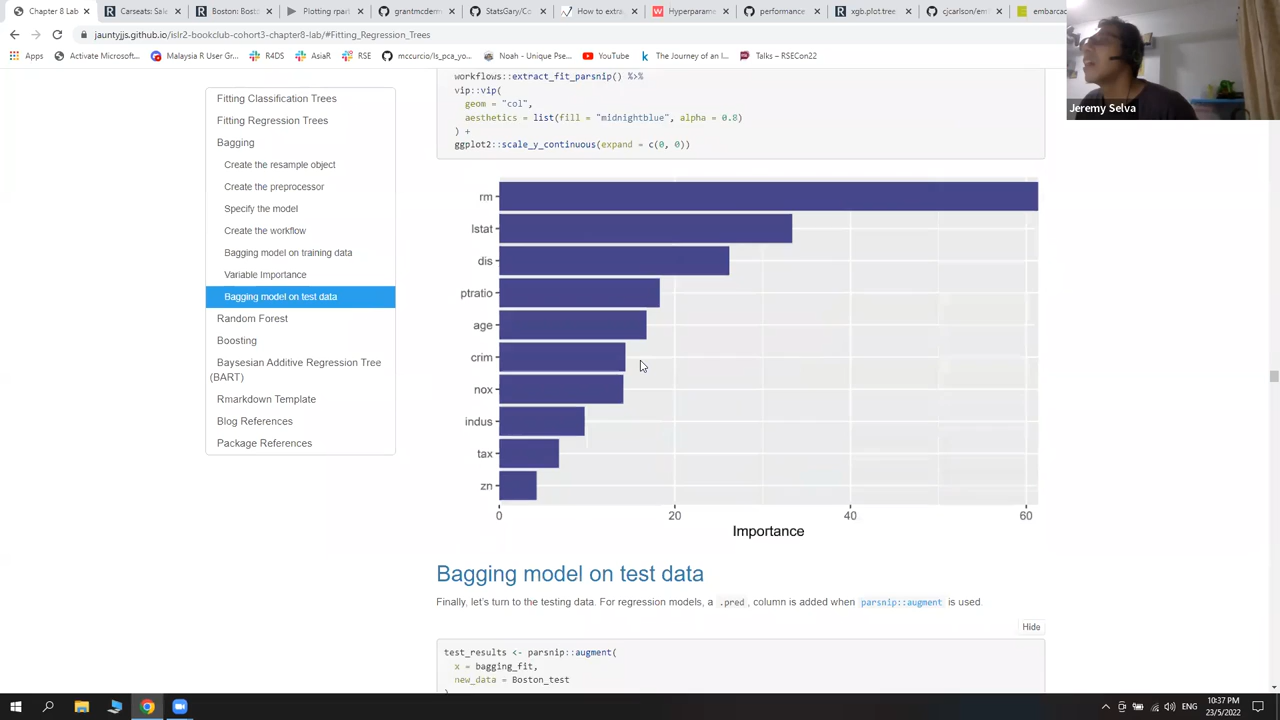 Chapter 8 Lab
Carseats: Sale
Boston: Bosto
Plotting part
grantmcdern
StatsGary/Co
How to extra
Hyperparame
performance
xgb.plot.tree
cjcarlson/em
embarcad
jauntyjjs.github.io/islr2-bookclub-cohort3-chapter8-lab/#Fitting_Regression_Trees
Apps
Activate Microsoft...
Malaysia R User Gr...
R4DS
AsiaR
RSE
mccurcio/ls_pca_yo...
Noah - Unique Pse...
YouTube
The Journey of an I...
Talks – RSECon22
Jeremy Selva
Fitting Classification Trees
Fitting Regression Trees
Bagging
Create the resample object
Create the preprocessor
Specify the model
Create the workflow
Bagging model on training data
Variable Importance
Bagging model on test data
Random Forest
Boosting
Baysesian Additive Regression Tree
(BART)
Rmarkdown Template
Blog References
Package References
workflows::extract_fit_parsnip() %>%
vip::vip(
geom = "col",
aesthetics = list(fill = "midnightblue", alpha = 0.8)
) +
ggplot2::scale_y_continuous(expand = c(0, 0))
rm
lstat
dis
ptratio
age
crim
nox
indus
tax
zn
0 20 40 60
Importance
Bagging model on test data
Finally, let's turn to the testing data. For regression models, a .pred , column is added when parsnip::augment is used.
Hide
test_results <- parsnip::augment(
x = bagging_fit,
new_data = Boston_test
)
ENG
10:37 PM
23/5/2022